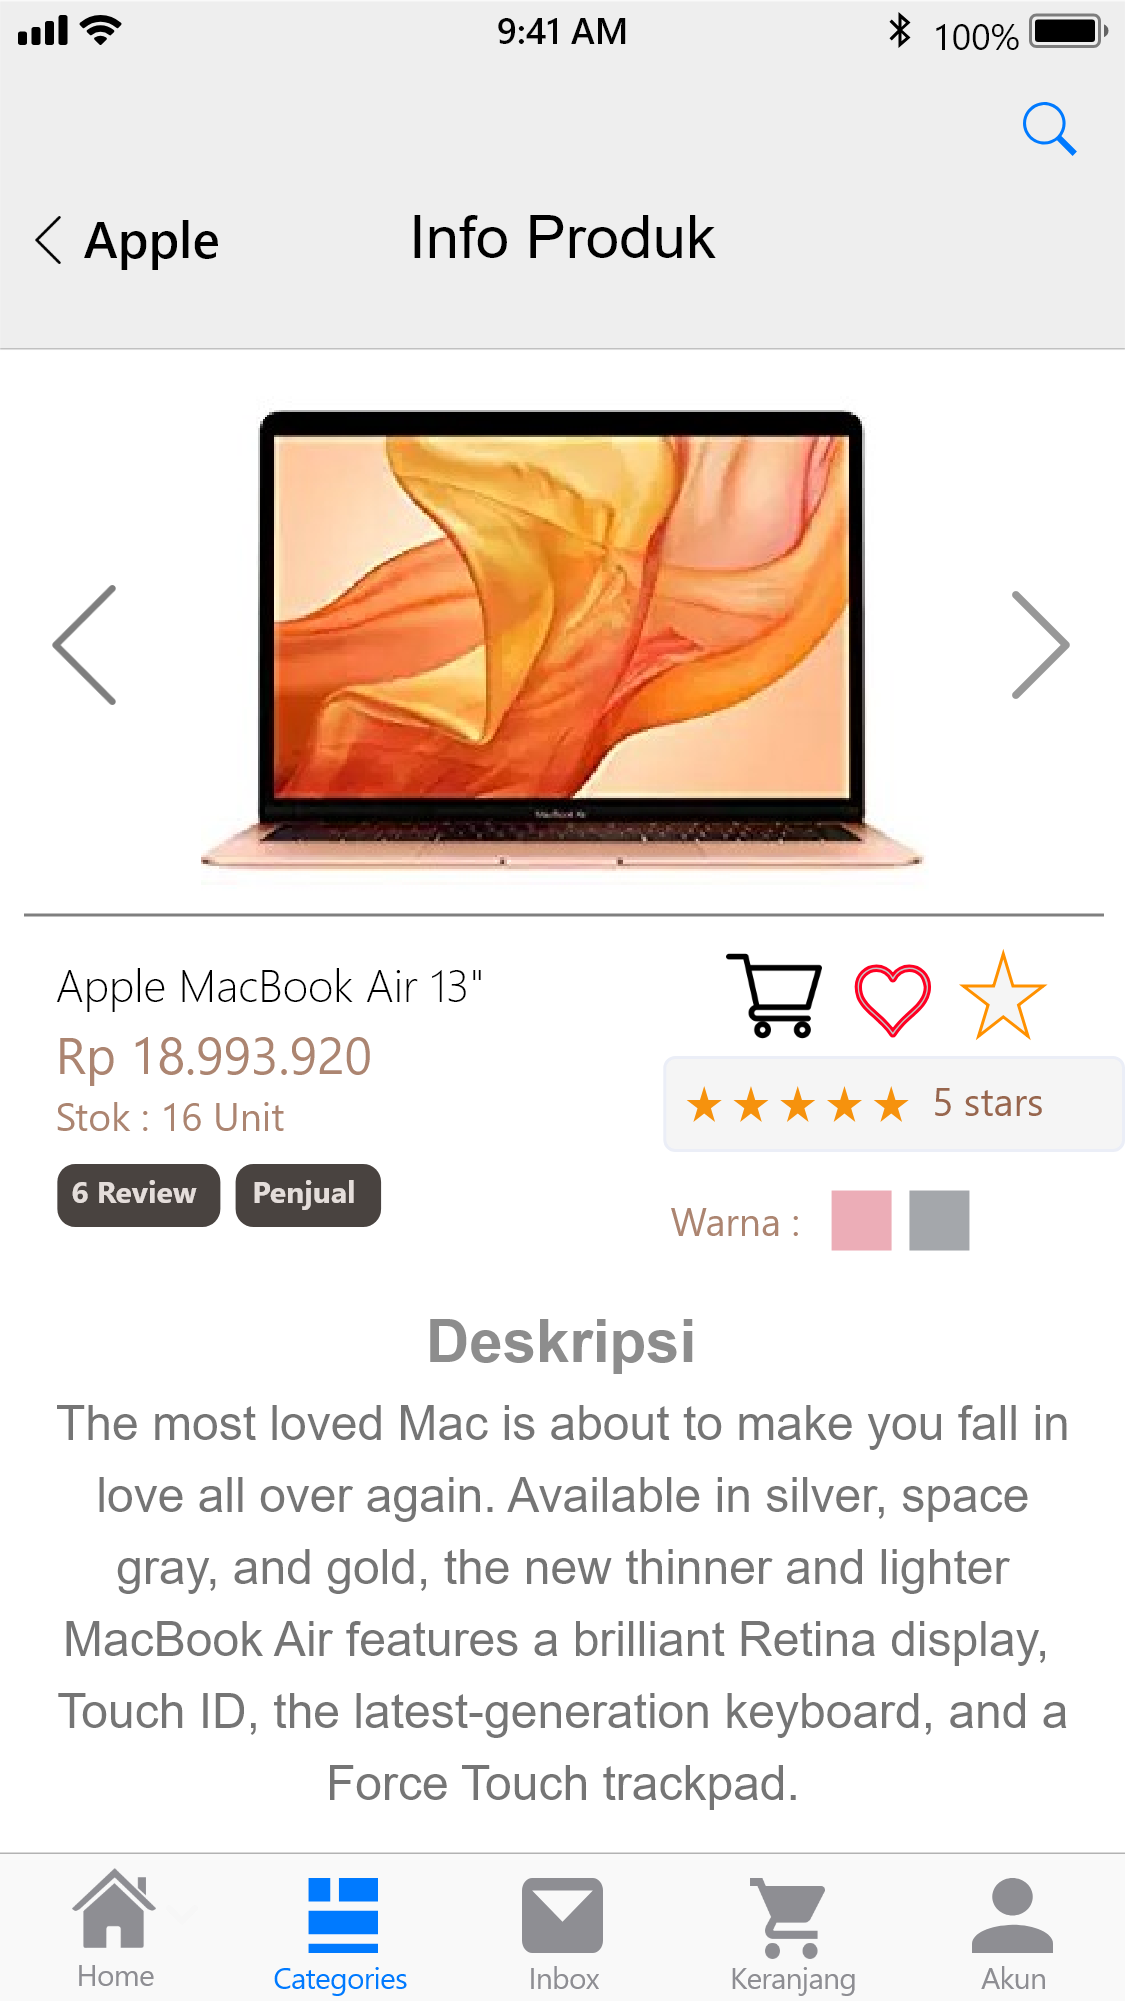 9:41 AM
100%
Apple
Info Produk
MacBook Air
Apple MacBook Air 13"
Rp 18.993.920
Stok : 16 Unit
5 stars
6 Review
Penjual
Warna :
Deskripsi
The most loved Mac is about to make you fall in
love all over again. Available in silver, space
gray, and gold, the new thinner and lighter
MacBook Air features a brilliant Retina display,
Touch ID, the latest-generation keyboard, and a
Force Touch trackpad.
Home
Categories
Inbox
Keranjang
Akun